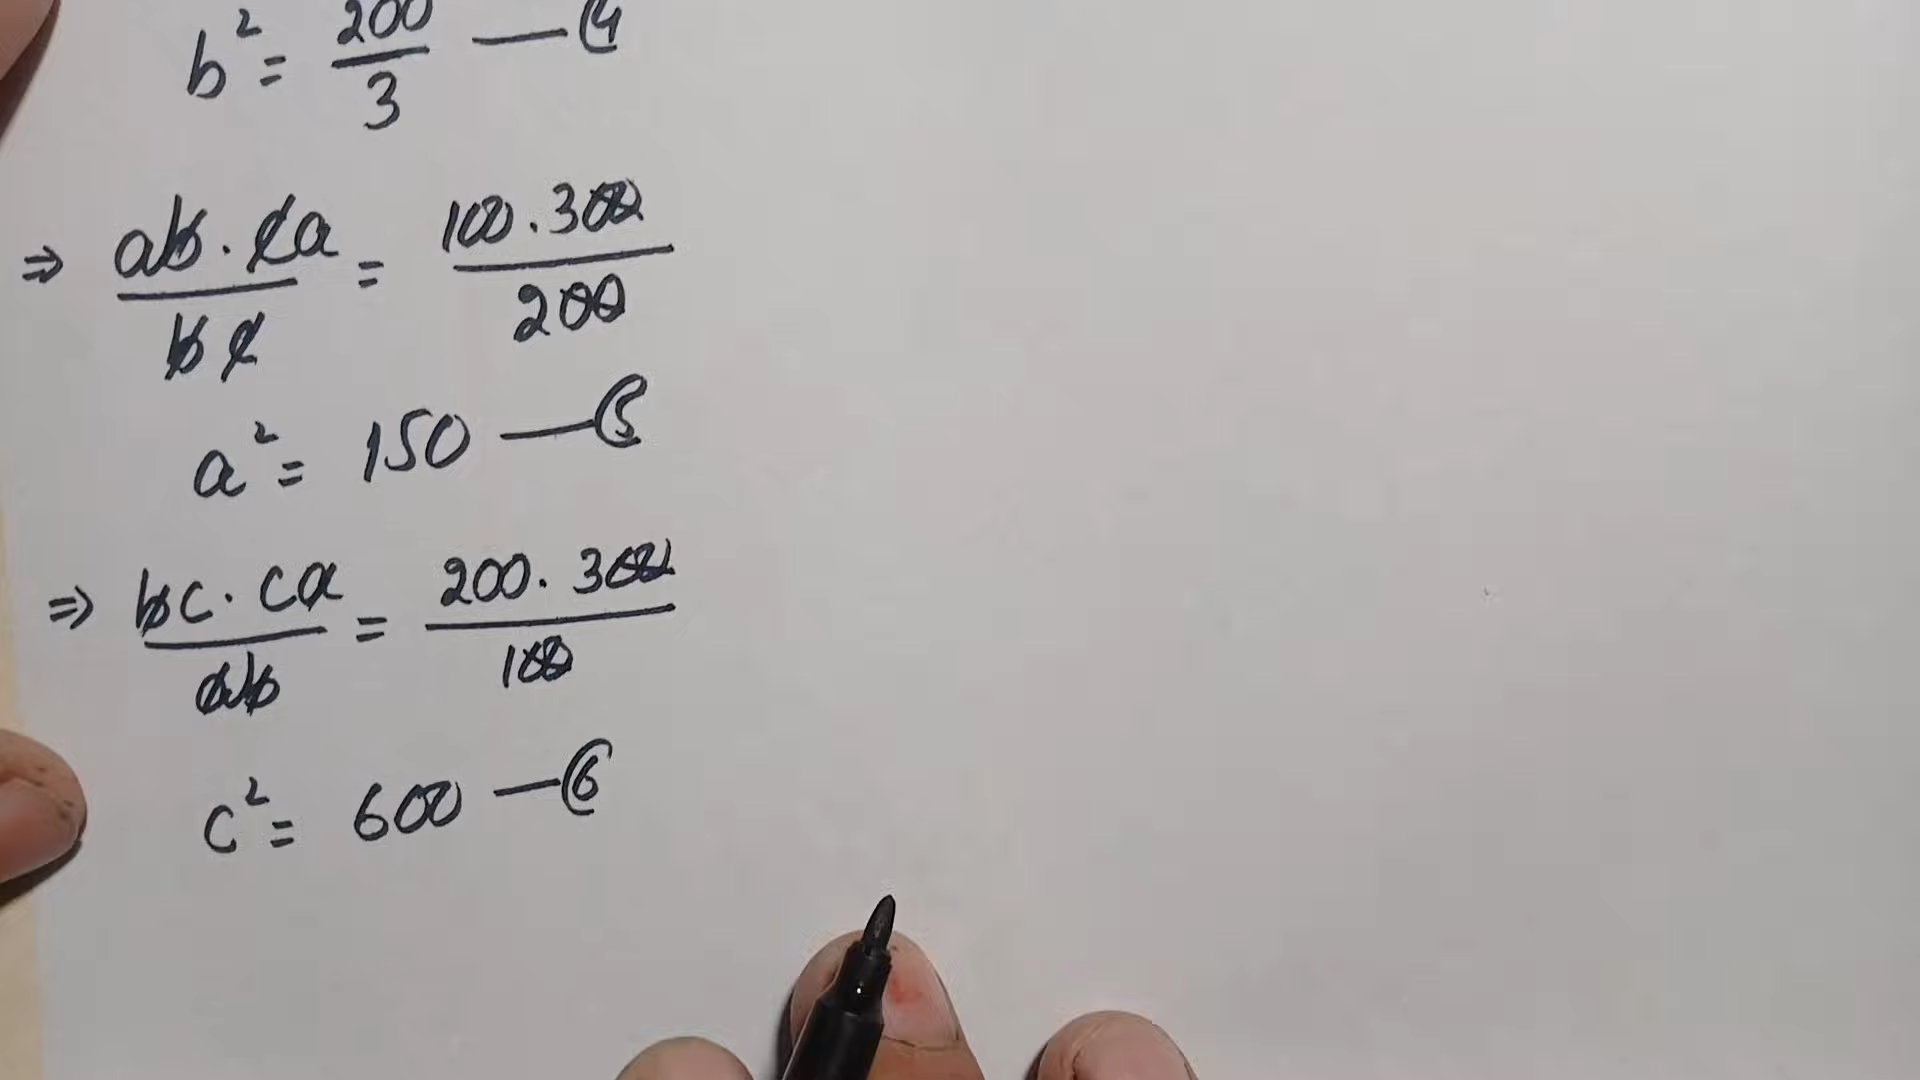 b² = 200/3 — (4
⇒ ab · ca / bc = 100 · 300 / 200
a² = 150 — (5
⇒ bc · ca / ab = 200 · 300 / 100
c² = 600 — (6